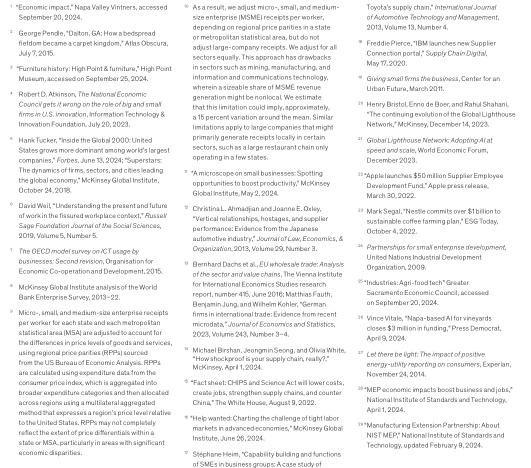 1 "Economic impact," Napa Valley Vintners, accessed
September 20, 2024.
2 George Pendle, "Dalton, GA: How a bedspread
fiefdom became a carpet kingdom," Atlas Obscura,
July 7, 2015.
3 "Furniture history: High Point & furniture," High Point
Museum, accessed on September 25, 2024.
4 Robert D. Atkinson, The National Economic
Council gets it wrong on the role of big and small
firms in U.S. innovation, Information Technology &
Innovation Foundation, July 20, 2023.
5 Hank Tucker, "Inside the Global 2000: United
States grows more dominant among world's largest
companies," Forbes, June 13, 2024; "Superstars:
The dynamics of firms, sectors, and cities leading
the global economy," McKinsey Global Institute,
October 24, 2018.
6 David Weil, "Understanding the present and future
of work in the fissured workplace context," Russell
Sage Foundation Journal of the Social Sciences,
2019, Volume 5, Number 5.
7 The OECD model survey on ICT usage by
businesses: Second revision, Organisation for
Economic Co-operation and Development, 2015.
8 McKinsey Global Institute analysis of the World
Bank Enterprise Survey, 2013–22.
9 Micro-, small, and medium-size enterprise receipts
per worker for each state and each metropolitan
statistical area (MSA) are adjusted to account for
the differences in price levels of goods and services,
using regional price parities (RPPs) sourced
from the US Bureau of Economic Analysis. RPPs
are calculated using expenditure data from the
consumer price index, which is aggregated into
broader expenditure categories and then allocated
across regions using a multilateral aggregated
method that expresses a region's price level relative
to the United States. RPPs may not completely
reflect the extent of price differentials within a
state or MSA, particularly in areas with significant
economic disparities.
10 As a result, we adjust micro-, small, and medium-
size enterprise (MSME) receipts per worker,
depending on regional price parities in a state
or metropolitan statistical area, but do not
adjust large-company receipts. We adjust for all
sectors equally. This approach has drawbacks
in sectors such as mining, manufacturing, and
information and communications technology,
wherein a sizeable share of MSME revenue
generation might be nonlocal. We estimate
that this limitation could imply, approximately,
a 15 percent variation around the mean. Similar
limitations apply to large companies that might
primarily generate receipts locally in certain
sectors, such as a large restaurant chain only
operating in a few states.
11 "A microscope on small businesses: Spotting
opportunities to boost productivity," McKinsey
Global Institute, May 2, 2024.
12 Christina L. Ahmadjian and Joanne E. Oxley,
"Vertical relationships, hostages, and supplier
performance: Evidence from the Japanese
automotive industry," Journal of Law, Economics, &
Organization, 2013, Volume 29, Number 3.
13 Bernhard Dachs et al., EU wholesale trade: Analysis
of the sector and value chains, The Vienna Institute
for International Economics Studies research
report, number 415, June 2016; Matthias Fauth,
Benjamin Jung, and Wilhelm Kohler, "German
firms in international trade: Evidence from recent
microdata," Journal of Economics & Statistics,
2023, Volume 243, Number 3–4.
14 Michael Birshan, Jeongmin Seong, and Olivia White,
"How shockproof is your supply chain, really?,"
McKinsey, April 1, 2024.
15 "Fact sheet: CHIPS and Science Act will lower costs,
create jobs, strengthen supply chains, and counter
China," The White House, August 9, 2022.
16 "Help wanted: Charting the challenge of tight labor
markets in advanced economies," McKinsey Global
Institute, June 26, 2024.
17 Stéphane Heim, "Capability building and functions
of SMEs in business groups: A case study of
Toyota's supply chain," International Journal
of Automotive Technology and Management,
2013, Volume 13, Number 4.
18 Freddie Pierce, "IBM launches new Supplier
Connection portal," Supply Chain Digital,
May 17, 2020.
19 Giving small firms the business, Center for an
Urban Future, March 2011.
20 Henry Bristol, Enno de Boer, and Rahul Shahani,
"The continuing evolution of the Global Lighthouse
Network," McKinsey, December 14, 2023.
21 Global Lighthouse Network: Adopting AI at
speed and scale, World Economic Forum,
December 2023.
22 "Apple launches $50 million Supplier Employee
Development Fund," Apple press release,
March 30, 2022.
23 Mark Segal, "Nestle commits over $1 billion to
sustainable coffee farming plan," ESG Today,
October 4, 2022.
24 Partnerships for small enterprise development,
United Nations Industrial Development
Organization, 2009.
25 "Industries: Agri-food tech" Greater
Sacramento Economic Council, accessed
on September 20, 2024.
26 Vince Vitale, "Napa-based AI for vineyards
closes $3 million in funding," Press Democrat,
April 9, 2024.
27 Let there be light: The impact of positive
energy-utility reporting on consumers, Experian,
November 24, 2014.
28 "MEP economic impacts boost business and jobs,"
National Institute of Standards and Technology,
April 1, 2024.
29 "Manufacturing Extension Partnership: About
NIST MEP," National Institute of Standards and
Technology, updated February 9, 2024.